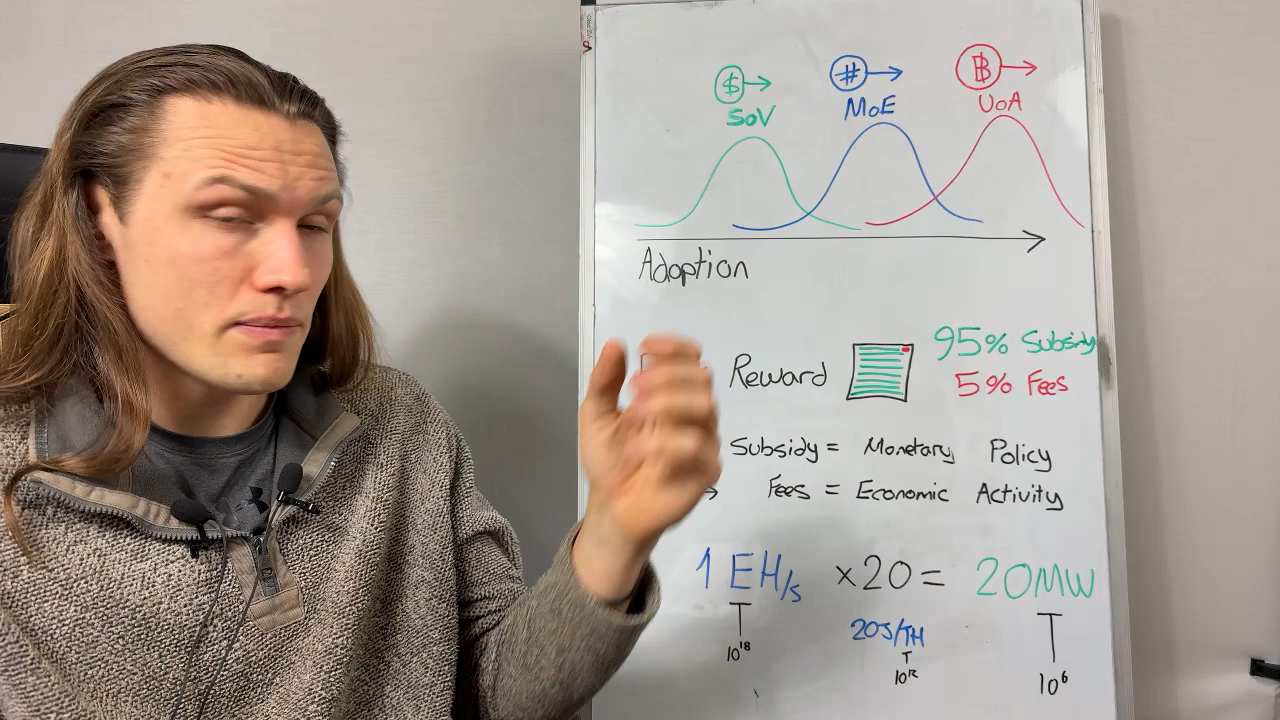 $ → # → ₿ →
SoV MoE UoA
Adoption
Reward 95% Subsidy
5% Fees
Subsidy = Monetary Policy
→ Fees = Economic Activity
1 EH/s ×20 = 20MW
20J/TH
10¹⁸ 10¹² 10⁶